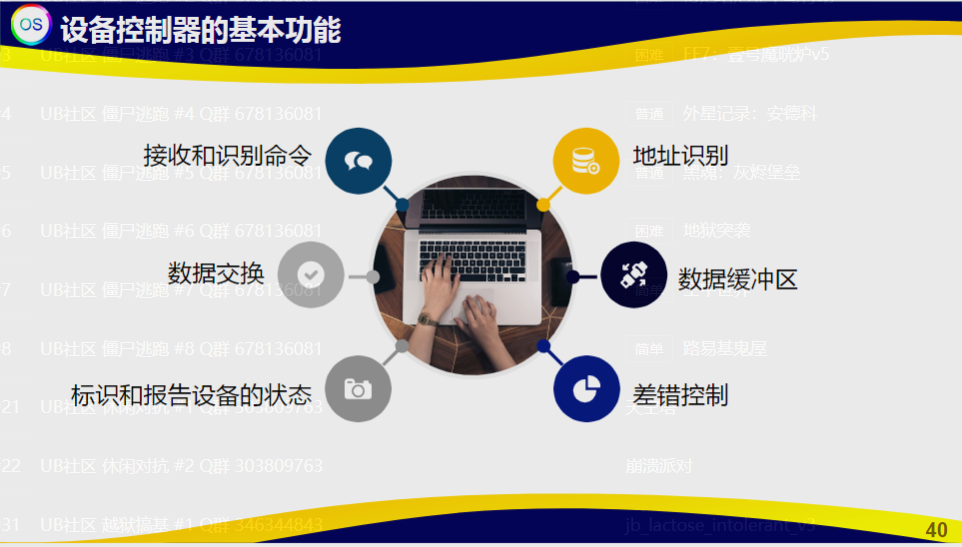 OS 设备控制器的基本功能
#3 UB社区 僵尸逃跑 #3 Q群 678136081 困难
#4 UB社区 僵尸逃跑 #4 Q群 678136081 普通 外星记录：安德科
接收和识别命令 地址识别
#5 UB社区 僵尸逃跑 #5 Q群 678136081 普通 黑魂：灰烬堡垒
#6 UB社区 僵尸逃跑 #6 Q群 678136081 困难 地狱突袭
数据交换 数据缓冲区
#7 UB社区 僵尸逃跑 #7 Q群 678136081 简单
#8 UB社区 僵尸逃跑 #8 Q群 678136081 简单 路易基鬼屋
标识和报告设备的状态 差错控制
21 UB社区 休闲对抗 #1 Q群 303809763 天空塔
22 UB社区 休闲对抗 #2 Q群 303809763 崩溃派对
31 UB社区 越狱搞基 #1 Q群 346344843 jb_lactose_intolerant_v3
40